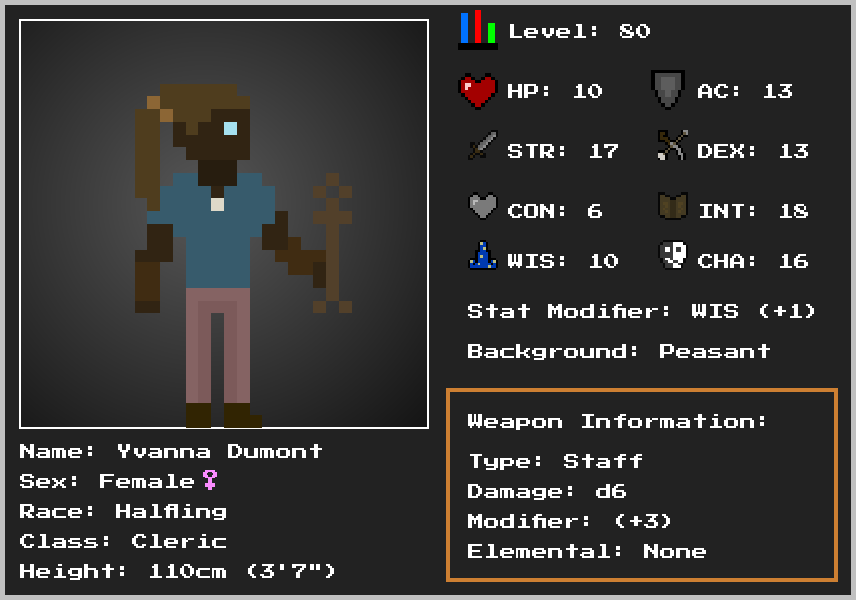 Level: 80
HP: 10 AC: 13
STR: 17 DEX: 13
CON: 6 INT: 18
WIS: 10 CHA: 16
Stat Modifier: WIS (+1)
Background: Peasant
Weapon Information:
Type: Staff
Damage: d6
Modifier: (+3)
Elemental: None
Name: Yvanna Dumont
Sex: Female♀
Race: Halfling
Class: Cleric
Height: 110cm (3'7")